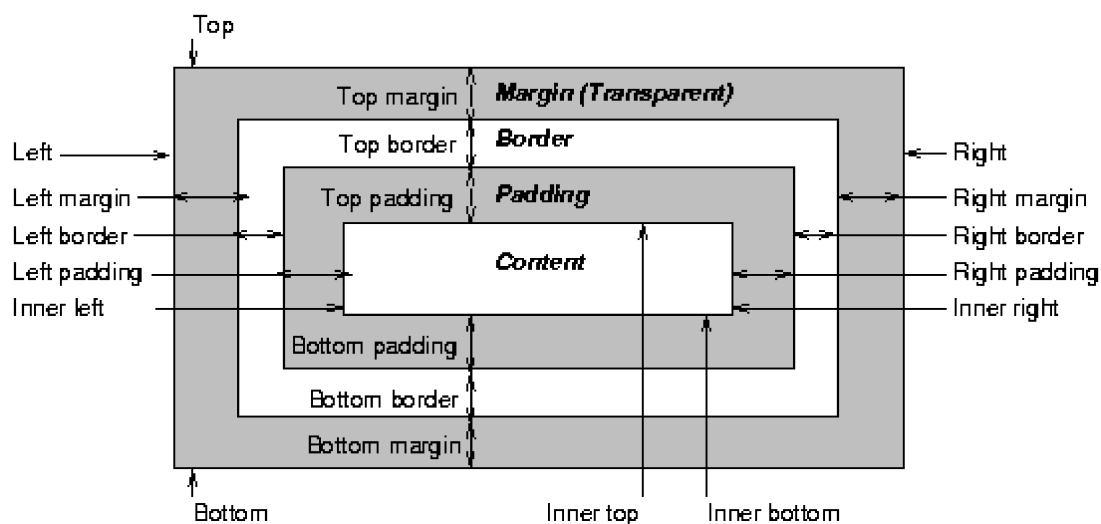 Top
Top margin Margin (Transparent)
Top border Border
Left Right
Left margin Top padding Padding Right margin
Left border Right border
Left padding Content Right padding
Inner left Inner right
Bottom padding
Bottom border
Bottom margin
Bottom Inner top Inner bottom